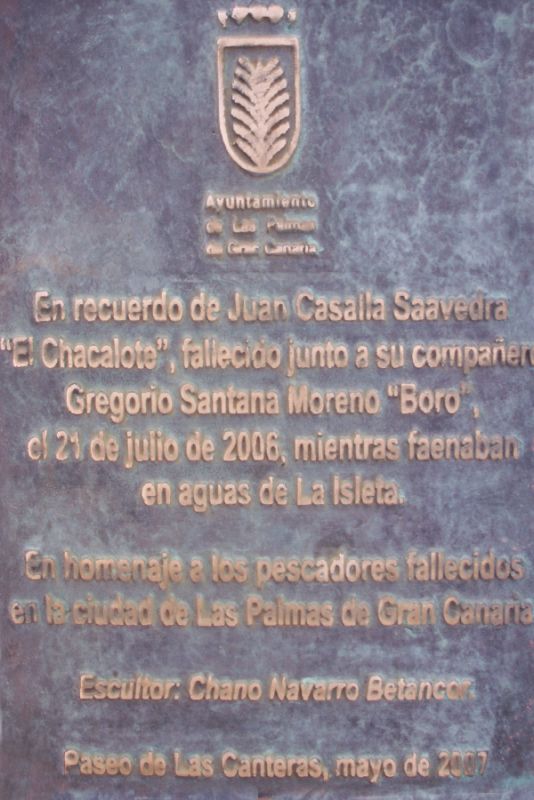 Ayuntamiento
de Las Palmas
de Gran Canaria
En recuerdo de Juan Casalla Saavedra
"El Chacalote", fallecido junto a su compañero
Gregorio Santana Moreno "Boro",
el 21 de julio de 2006, mientras faenaban
en aguas de La Isleta.
En homenaje a los pescadores fallecidos
en la ciudad de Las Palmas de Gran Canaria
Escultor: Chano Navarro Betancor.
Paseo de Las Canteras, mayo de 2007